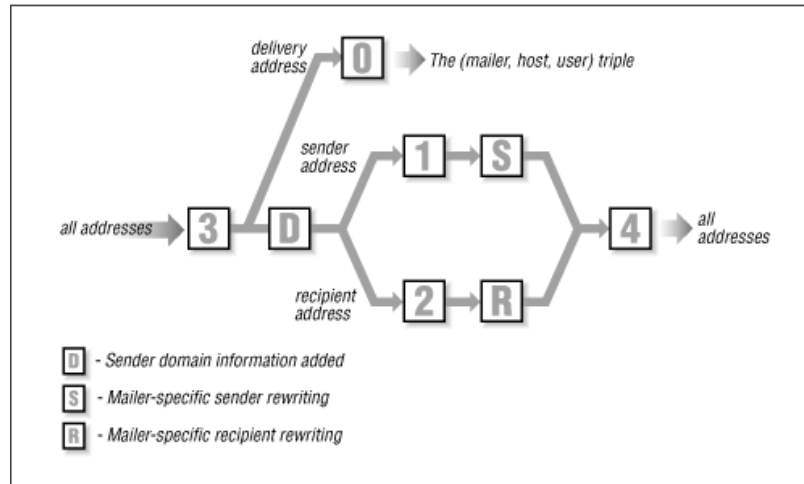 delivery
address
0
The (mailer, host, user) triple
sender
address
1
S
all addresses
3
D
4
all
addresses
recipient
address
2
R
D - Sender domain information added
S - Mailer-specific sender rewriting
R - Mailer-specific recipient rewriting